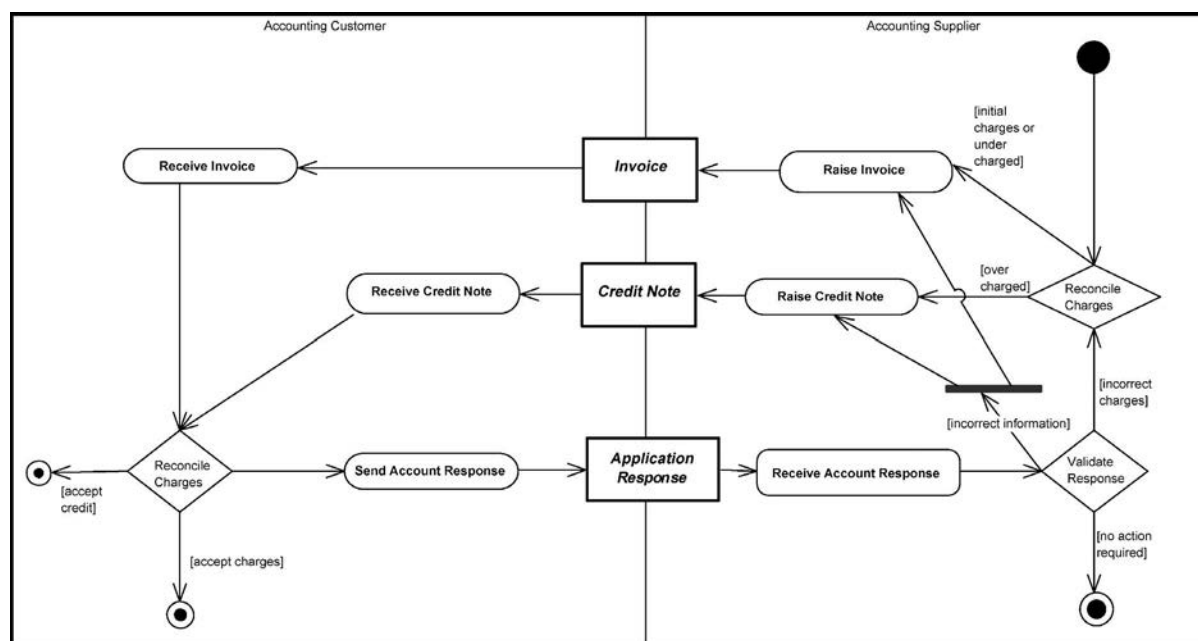 Accounting Customer
Accounting Supplier
[initial
charges or
under
charged]
Receive Invoice
Invoice
Raise Invoice
Receive Credit Note
Credit Note
Raise Credit Note
[over
charged]
Reconcile
Charges
[incorrect
charges]
[incorrect information]
Reconcile
Charges
Send Account Response
Application
Response
Receive Account Response
Validate
Response
[accept
credit]
[accept charges]
[no action
required]